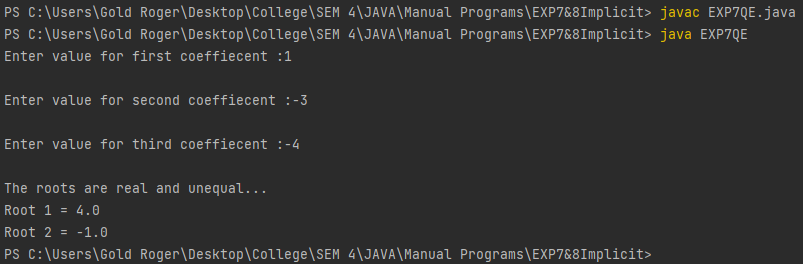 PS C:\Users\Gold Roger\Desktop\College\SEM 4\JAVA\Manual Programs\EXP7&8Implicit> javac EXP7QE.java
PS C:\Users\Gold Roger\Desktop\College\SEM 4\JAVA\Manual Programs\EXP7&8Implicit> java EXP7QE
Enter value for first coeffiecent :1
Enter value for second coeffiecent :-3
Enter value for third coeffiecent :-4
The roots are real and unequal...
Root 1 = 4.0
Root 2 = -1.0
PS C:\Users\Gold Roger\Desktop\College\SEM 4\JAVA\Manual Programs\EXP7&8Implicit>